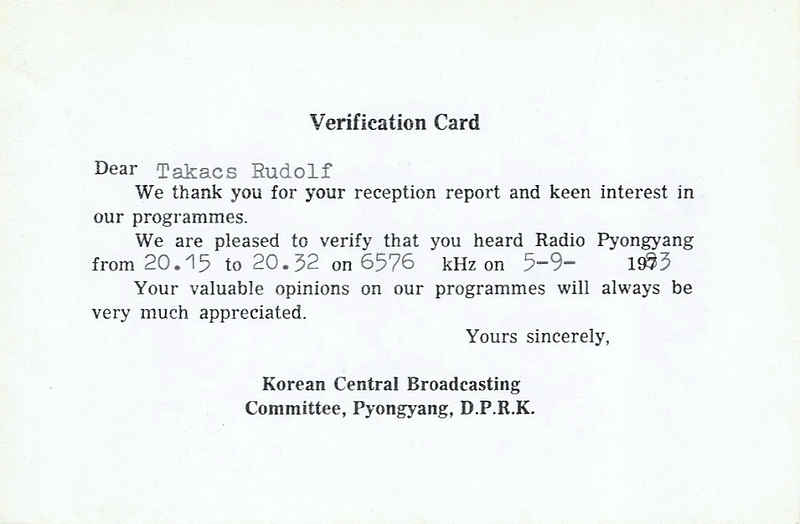 Verification Card
Dear Takacs Rudolf
We thank you for your reception report and keen interest in
our programmes.
We are pleased to verify that you heard Radio Pyongyang
from 20.15 to 20.32 on 6576 kHz on 5-9- 1983
Your valuable opinions on our programmes will always be
very much appreciated.
Yours sincerely,
Korean Central Broadcasting
Committee, Pyongyang, D.P.R.K.